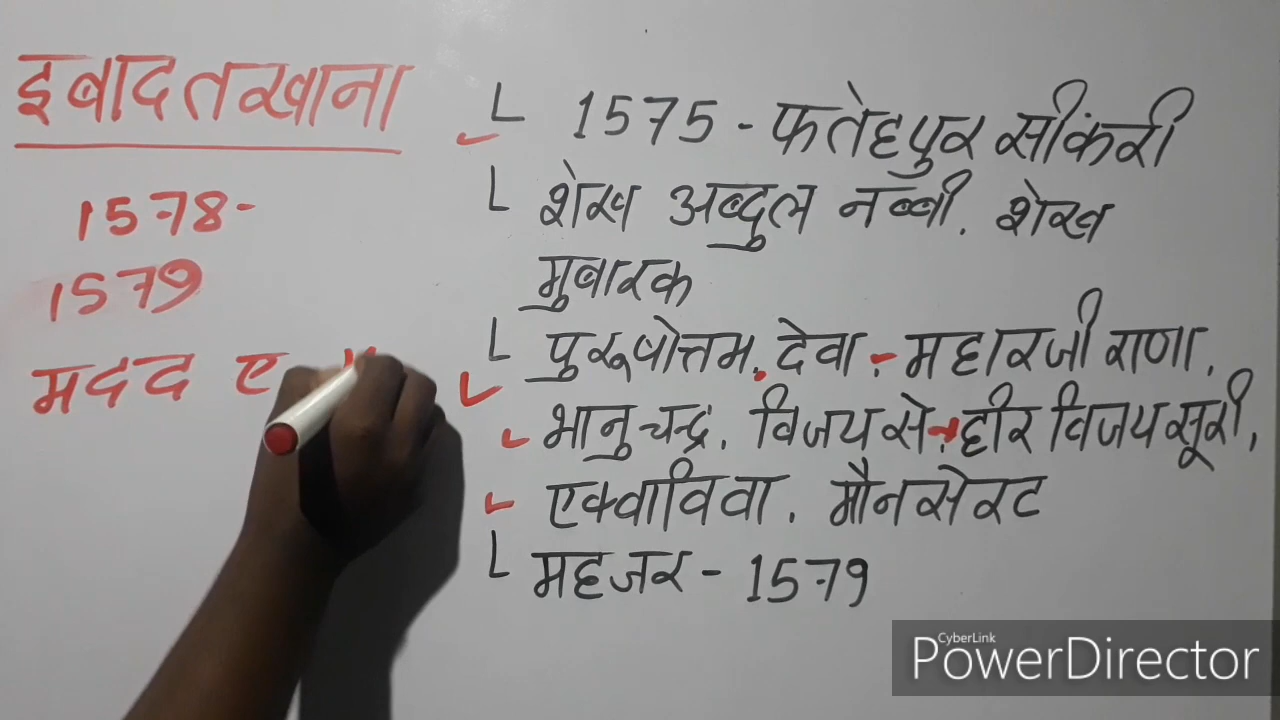 इबादतखाना
1578-
1579
मदद ए
1575 - फतेहपुर सीकरी
शेख अब्दुल नब्बी. शेख
मुबारक
पुरूषोत्तम. देवा - महारजी राणा,
भानुचन्द्र. विजयसे हीर विजय सूरी,
एक्वाविवा. मौनसेरट
महजर - 1579
CyberLink
PowerDirector